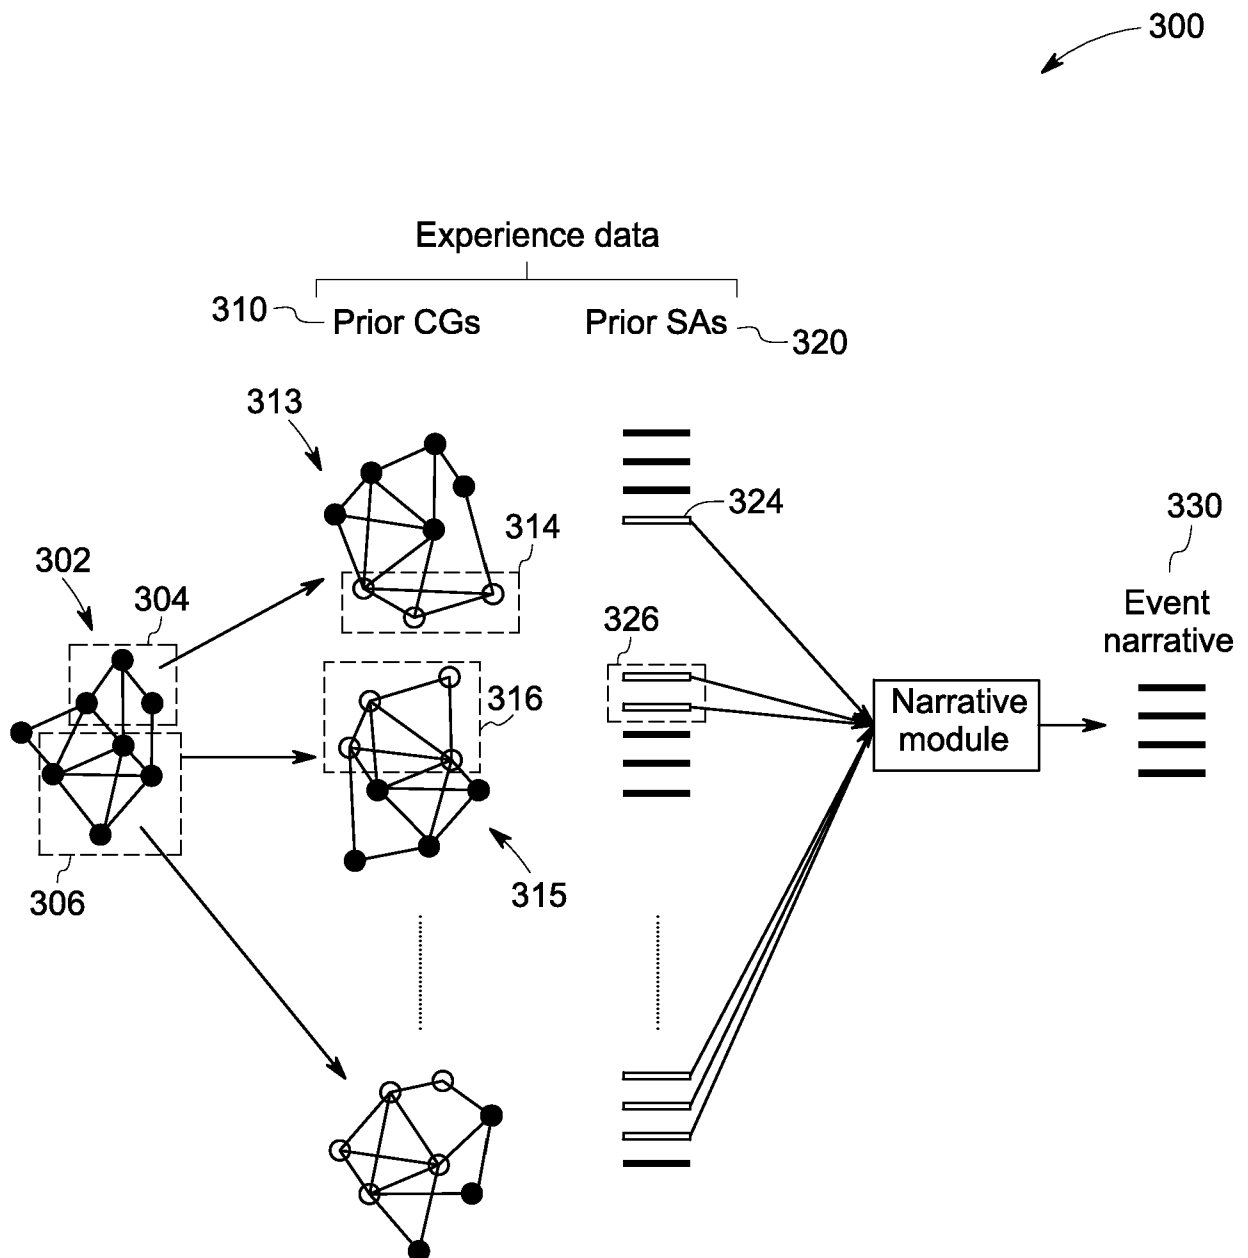 300
Experience data
310 Prior CGs Prior SAs 320
313
324
314
330
302
304
326
Event
narrative
316
Narrative
module
315
306